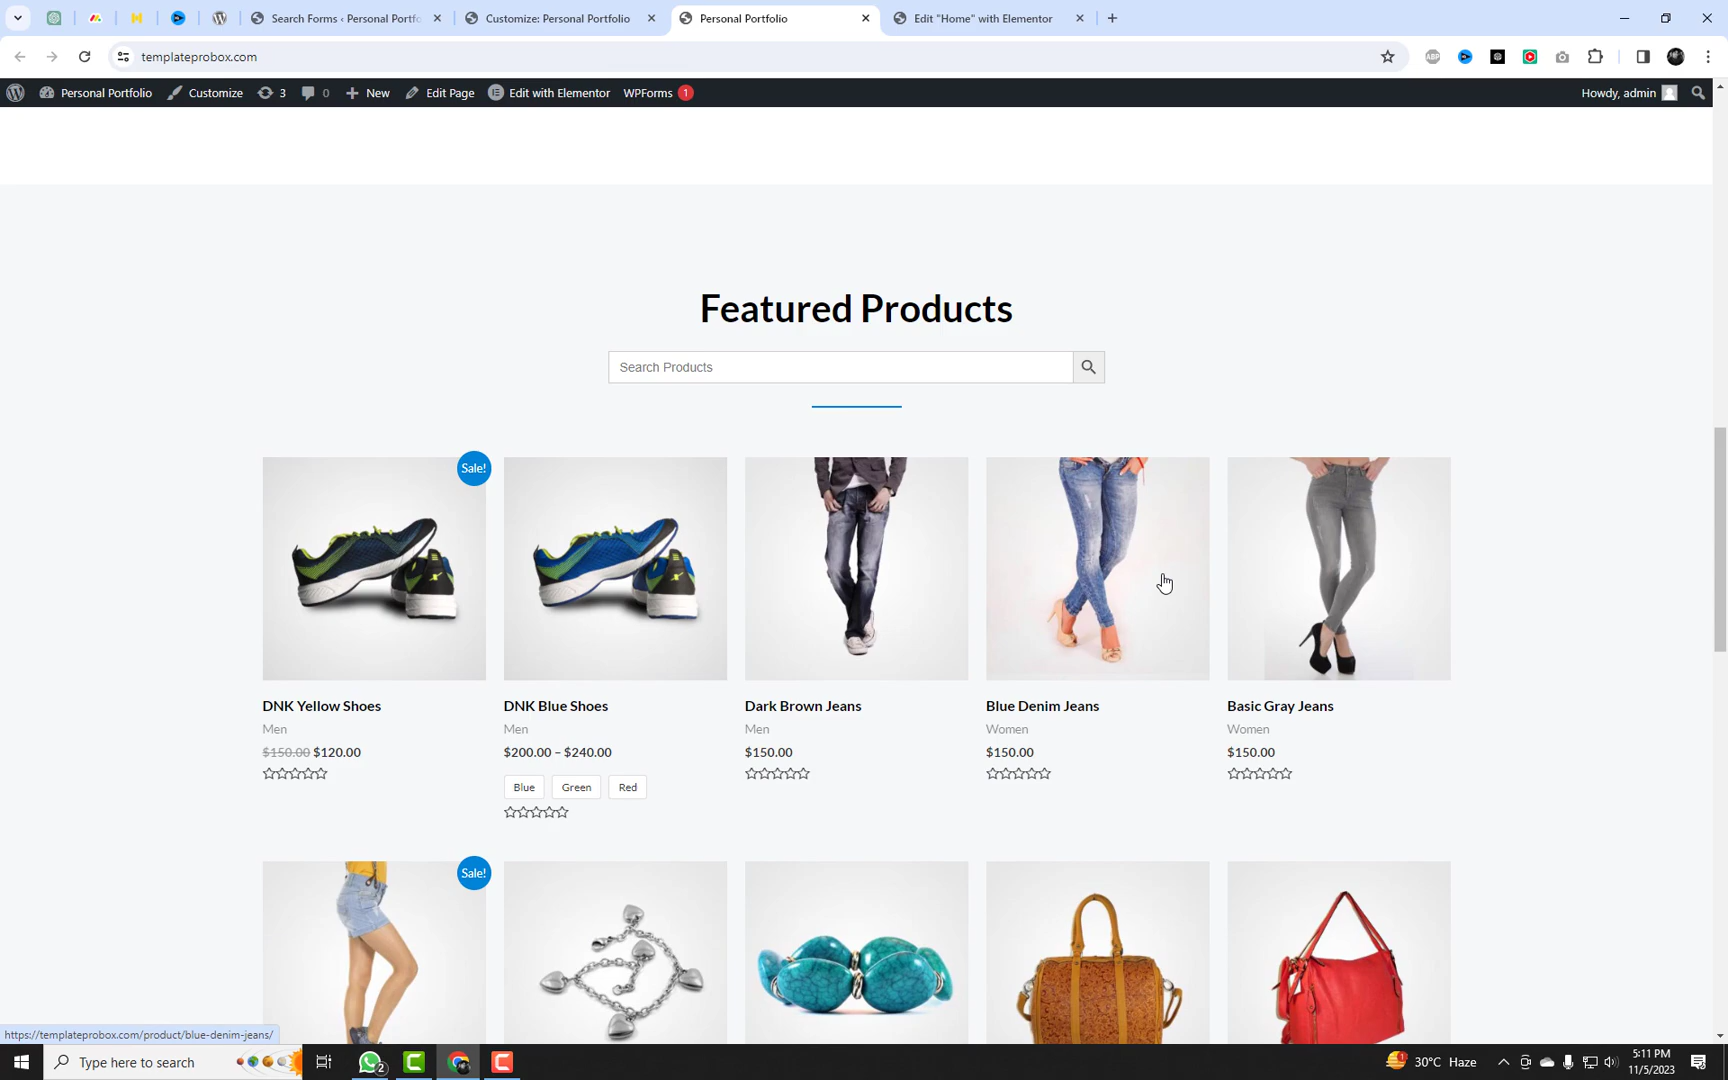 Search Forms ‹ Personal Portfo
Customize: Personal Portfolio
Personal Portfolio
Edit "Home" with Elementor
templateprobox.com
ABP
Personal Portfolio
Customize
3
0
New
Edit Page
Edit with Elementor
WPForms
1
Howdy, admin
Featured Products
Search Products
Sale!
DNK Yellow Shoes
Men
$150.00 $120.00
DNK Blue Shoes
Men
$200.00 – $240.00
Blue
Green
Red
Dark Brown Jeans
Men
$150.00
Blue Denim Jeans
Women
$150.00
Basic Gray Jeans
Women
$150.00
Sale!
https://templateprobox.com/product/blue-denim-jeans/
Type here to search
2
1
30°C Haze
5:11 PM
11/5/2023